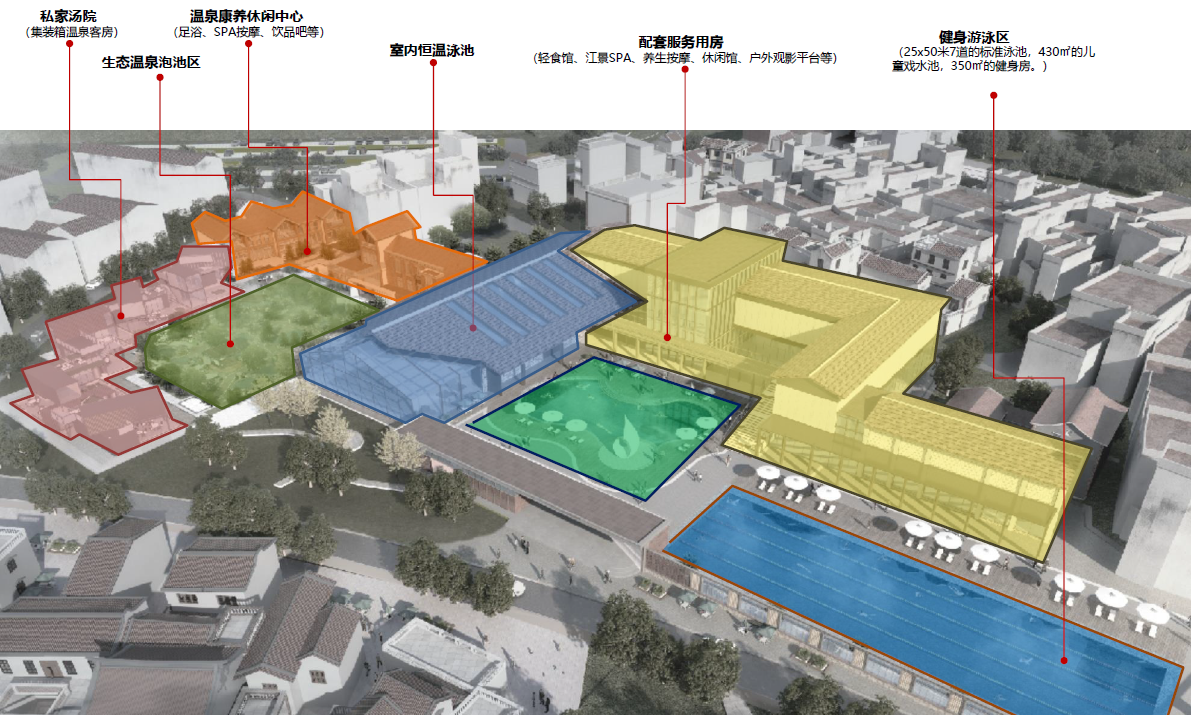 私家汤院
（集装箱温泉客房）
温泉康养休闲中心
（足浴、SPA按摩、饮品吧等）
生态温泉泡池区
室内恒温泳池
配套服务用房
（轻食馆、江景SPA、养生按摩、休闲馆、户外观影平台等）
健身游泳区
（25x50米7道的标准泳池，430㎡的儿
童戏水池，350㎡的健身房。）